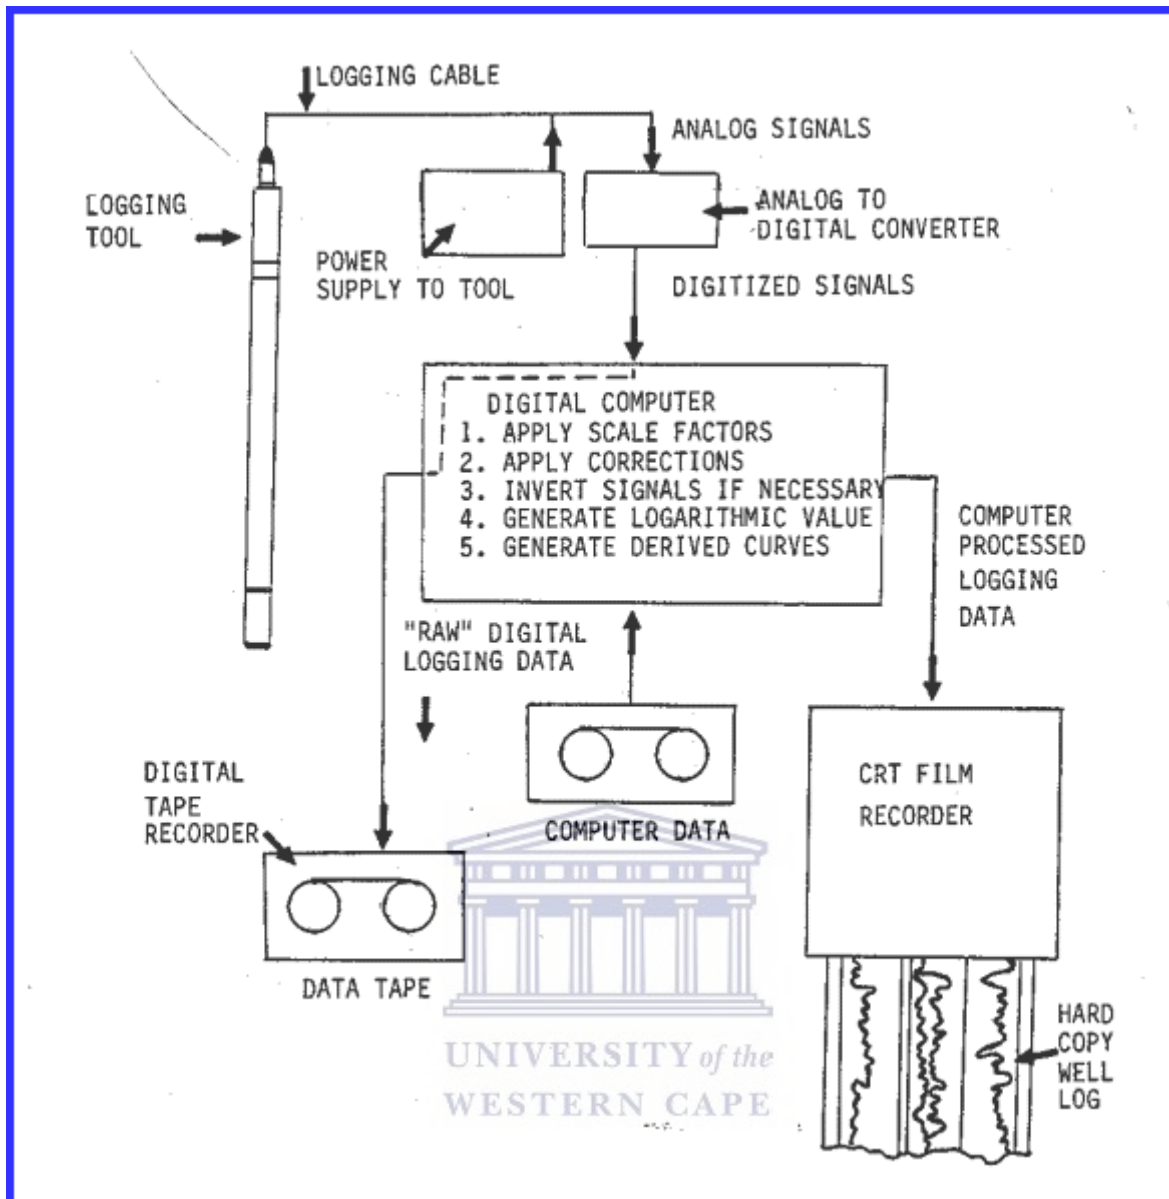 LOGGING CABLE
ANALOG SIGNALS
LOGGING
TOOL
ANALOG TO
DIGITAL CONVERTER
POWER
SUPPLY TO TOOL
DIGITIZED SIGNALS
DIGITAL COMPUTER
1. APPLY SCALE FACTORS
2. APPLY CORRECTIONS
3. INVERT SIGNALS IF NECESSARY
4. GENERATE LOGARITHMIC VALUE
5. GENERATE DERIVED CURVES
COMPUTER
PROCESSED
LOGGING
DATA
"RAW" DIGITAL
LOGGING DATA
DIGITAL
TAPE
RECORDER
COMPUTER DATA
CRT FILM
RECORDER
DATA TAPE
HARD
COPY
WELL
LOG
UNIVERSITY of the
WESTERN CAPE